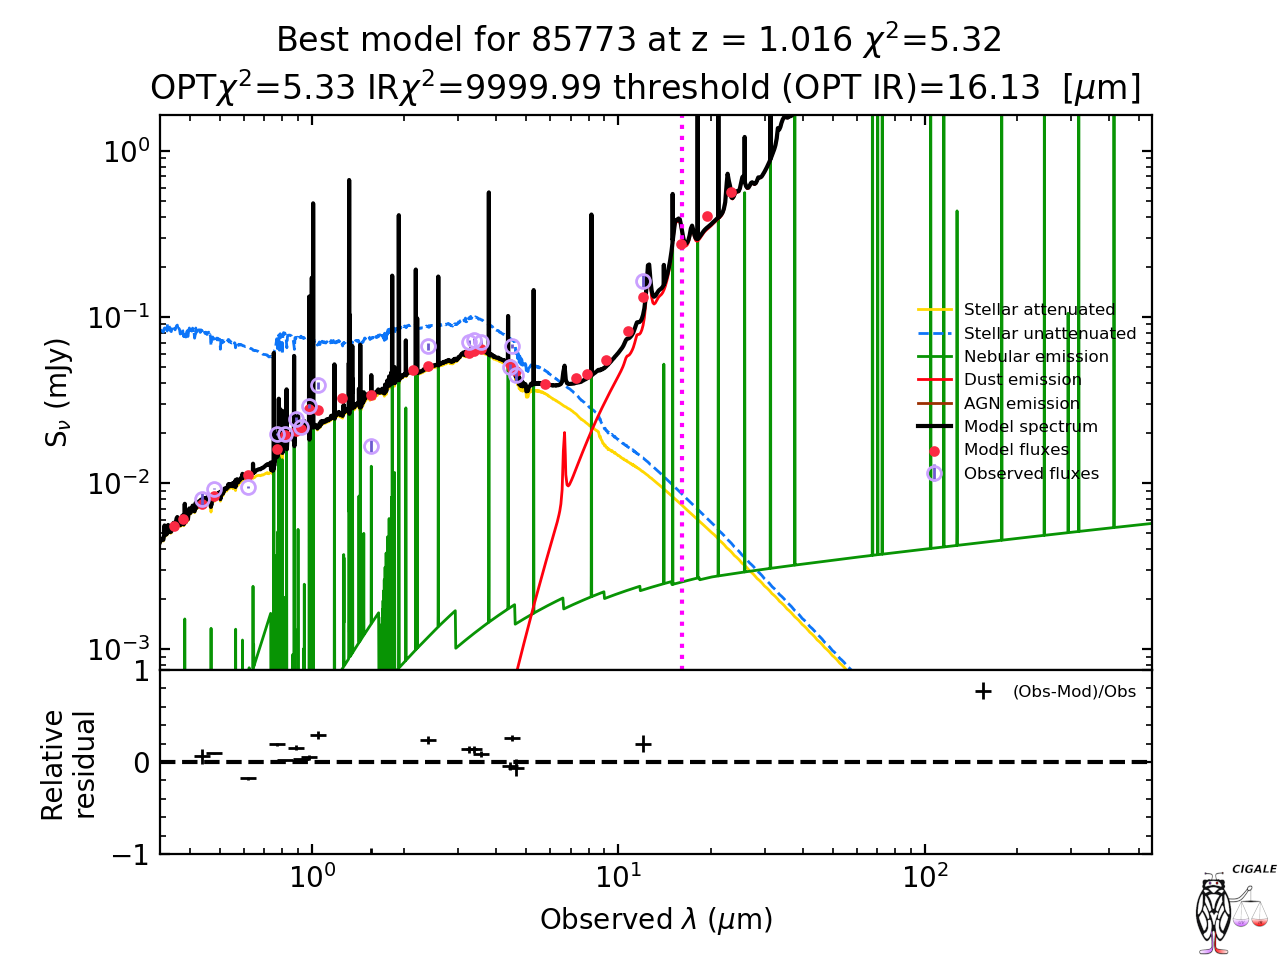 Best model for 85773 at z = 1.016 χ²=5.32
OPTχ²=5.33 IRχ²=9999.99 threshold (OPT IR)=16.13 [μm]
10⁰
10⁻¹
10⁻²
10⁻³
Sν (mJy)
Stellar attenuated
Stellar unattenuated
Nebular emission
Dust emission
AGN emission
Model spectrum
Model fluxes
Observed fluxes
1
0
−1
Relative
residual
(Obs-Mod)/Obs
10⁰ 10¹ 10²
Observed λ (μm)
CIGALE